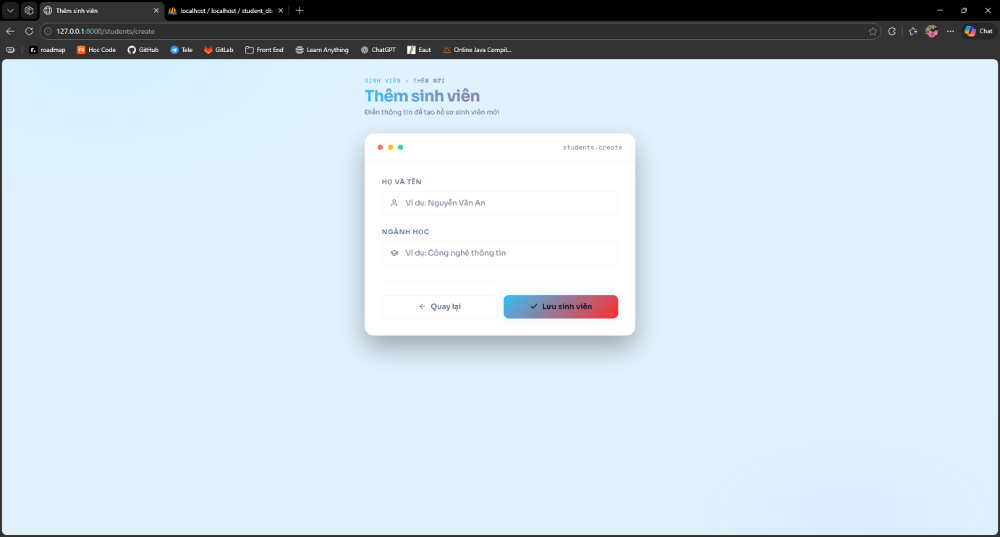 Thêm sinh viên
localhost / localhost / student_db
127.0.0.1:8000/students/create
Chat
roadmap
F8 Học Code
GitHub
Tele
GitLab
Front End
Learn Anything
ChatGPT
Eaut
Online Java Compil...
SINH VIÊN › THÊM MỚI
Thêm sinh viên
Điền thông tin để tạo hồ sơ sinh viên mới
students.create
HỌ VÀ TÊN
Ví dụ: Nguyễn Văn An
NGÀNH HỌC
Ví dụ: Công nghệ thông tin
← Quay lại
✓ Lưu sinh viên